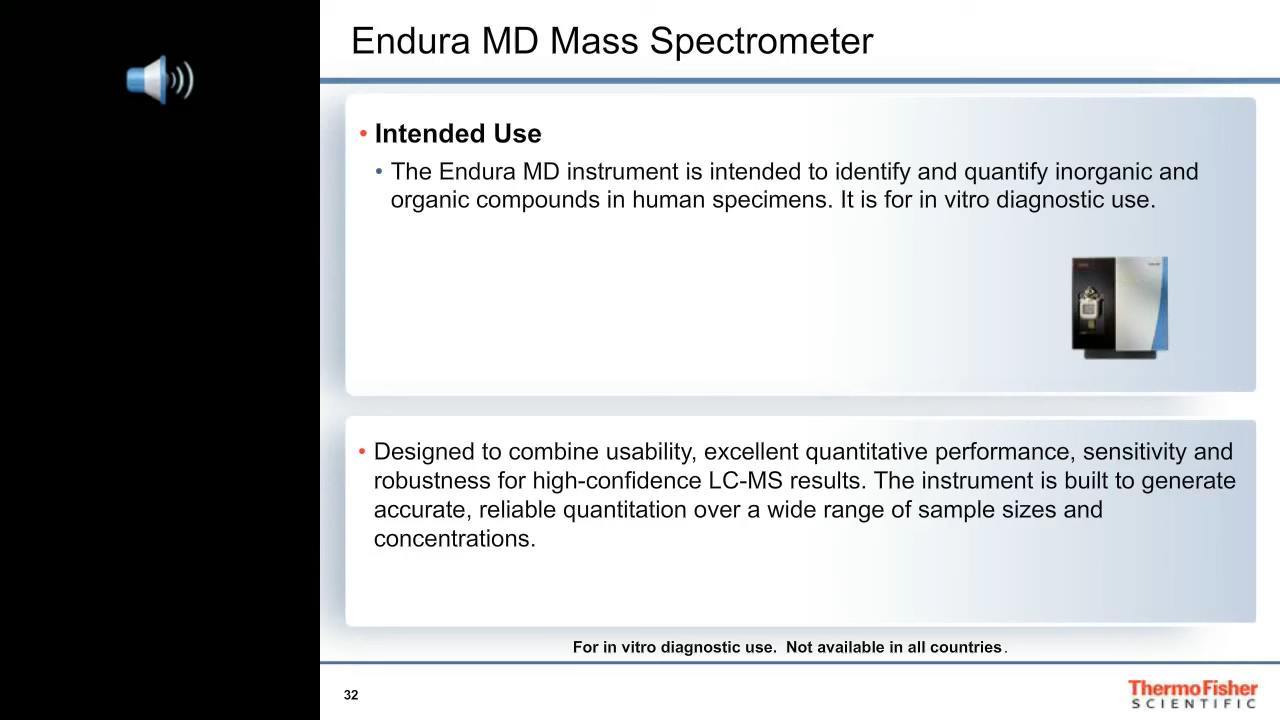 Endura MD Mass Spectrometer
• Intended Use
• The Endura MD instrument is intended to identify and quantify inorganic and
organic compounds in human specimens. It is for in vitro diagnostic use.
• Designed to combine usability, excellent quantitative performance, sensitivity and
robustness for high-confidence LC-MS results. The instrument is built to generate
accurate, reliable quantitation over a wide range of sample sizes and
concentrations.
For in vitro diagnostic use. Not available in all countries.
32
ThermoFisher
SCIENTIFIC